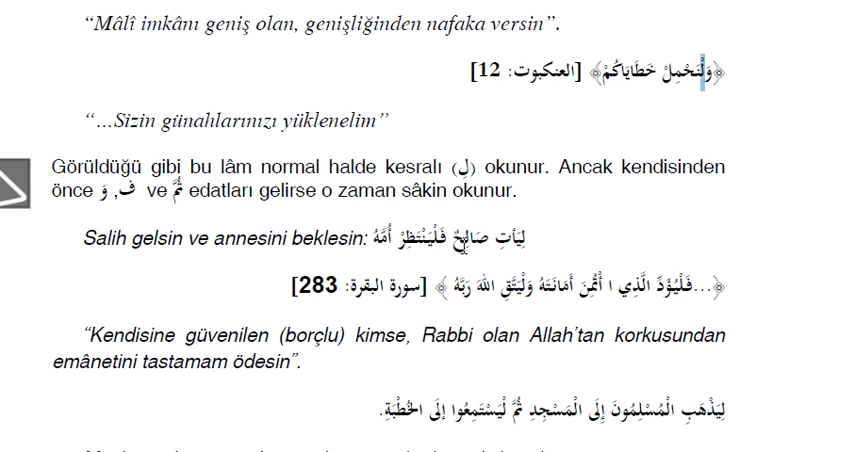 “Mâlî imkânı geniş olan, genişliğinden nafaka versin”.
﴿وَلْنَحْمِلْ خَطَايَاكُمْ﴾ [العنكبوت: 12]
“…Sizin günahlarınızı yüklenelim”
Görüldüğü gibi bu lâm normal halde kesralı (لِ) okunur. Ancak kendisinden
önce فَ, وَ ve ثُمَّ edatları gelirse o zaman sâkin okunur.
Salih gelsin ve annesini beklesin: لِيَأتِ صَالِحٌ فَلْيَنْتَظِرْ أُمَّهُ
﴿...فَلْيُؤَدِّ الَّذِي ا ؤْتُمِنَ أَمَانَتَهُ وَلْيَتَّقِ اللهَ رَبَّهُ ﴾ [سورة البقرة: 283]
“Kendisine güvenilen (borçlu) kimse, Rabbi olan Allah’tan korkusundan
emânetini tastamam ödesin”.
لِيَذْهَبِ الْمُسْلِمُونَ إِلَى الْمَسْجِدِ ثُمَّ لْيَسْتَمِعُوا إلَى الخُطْبَةِ.